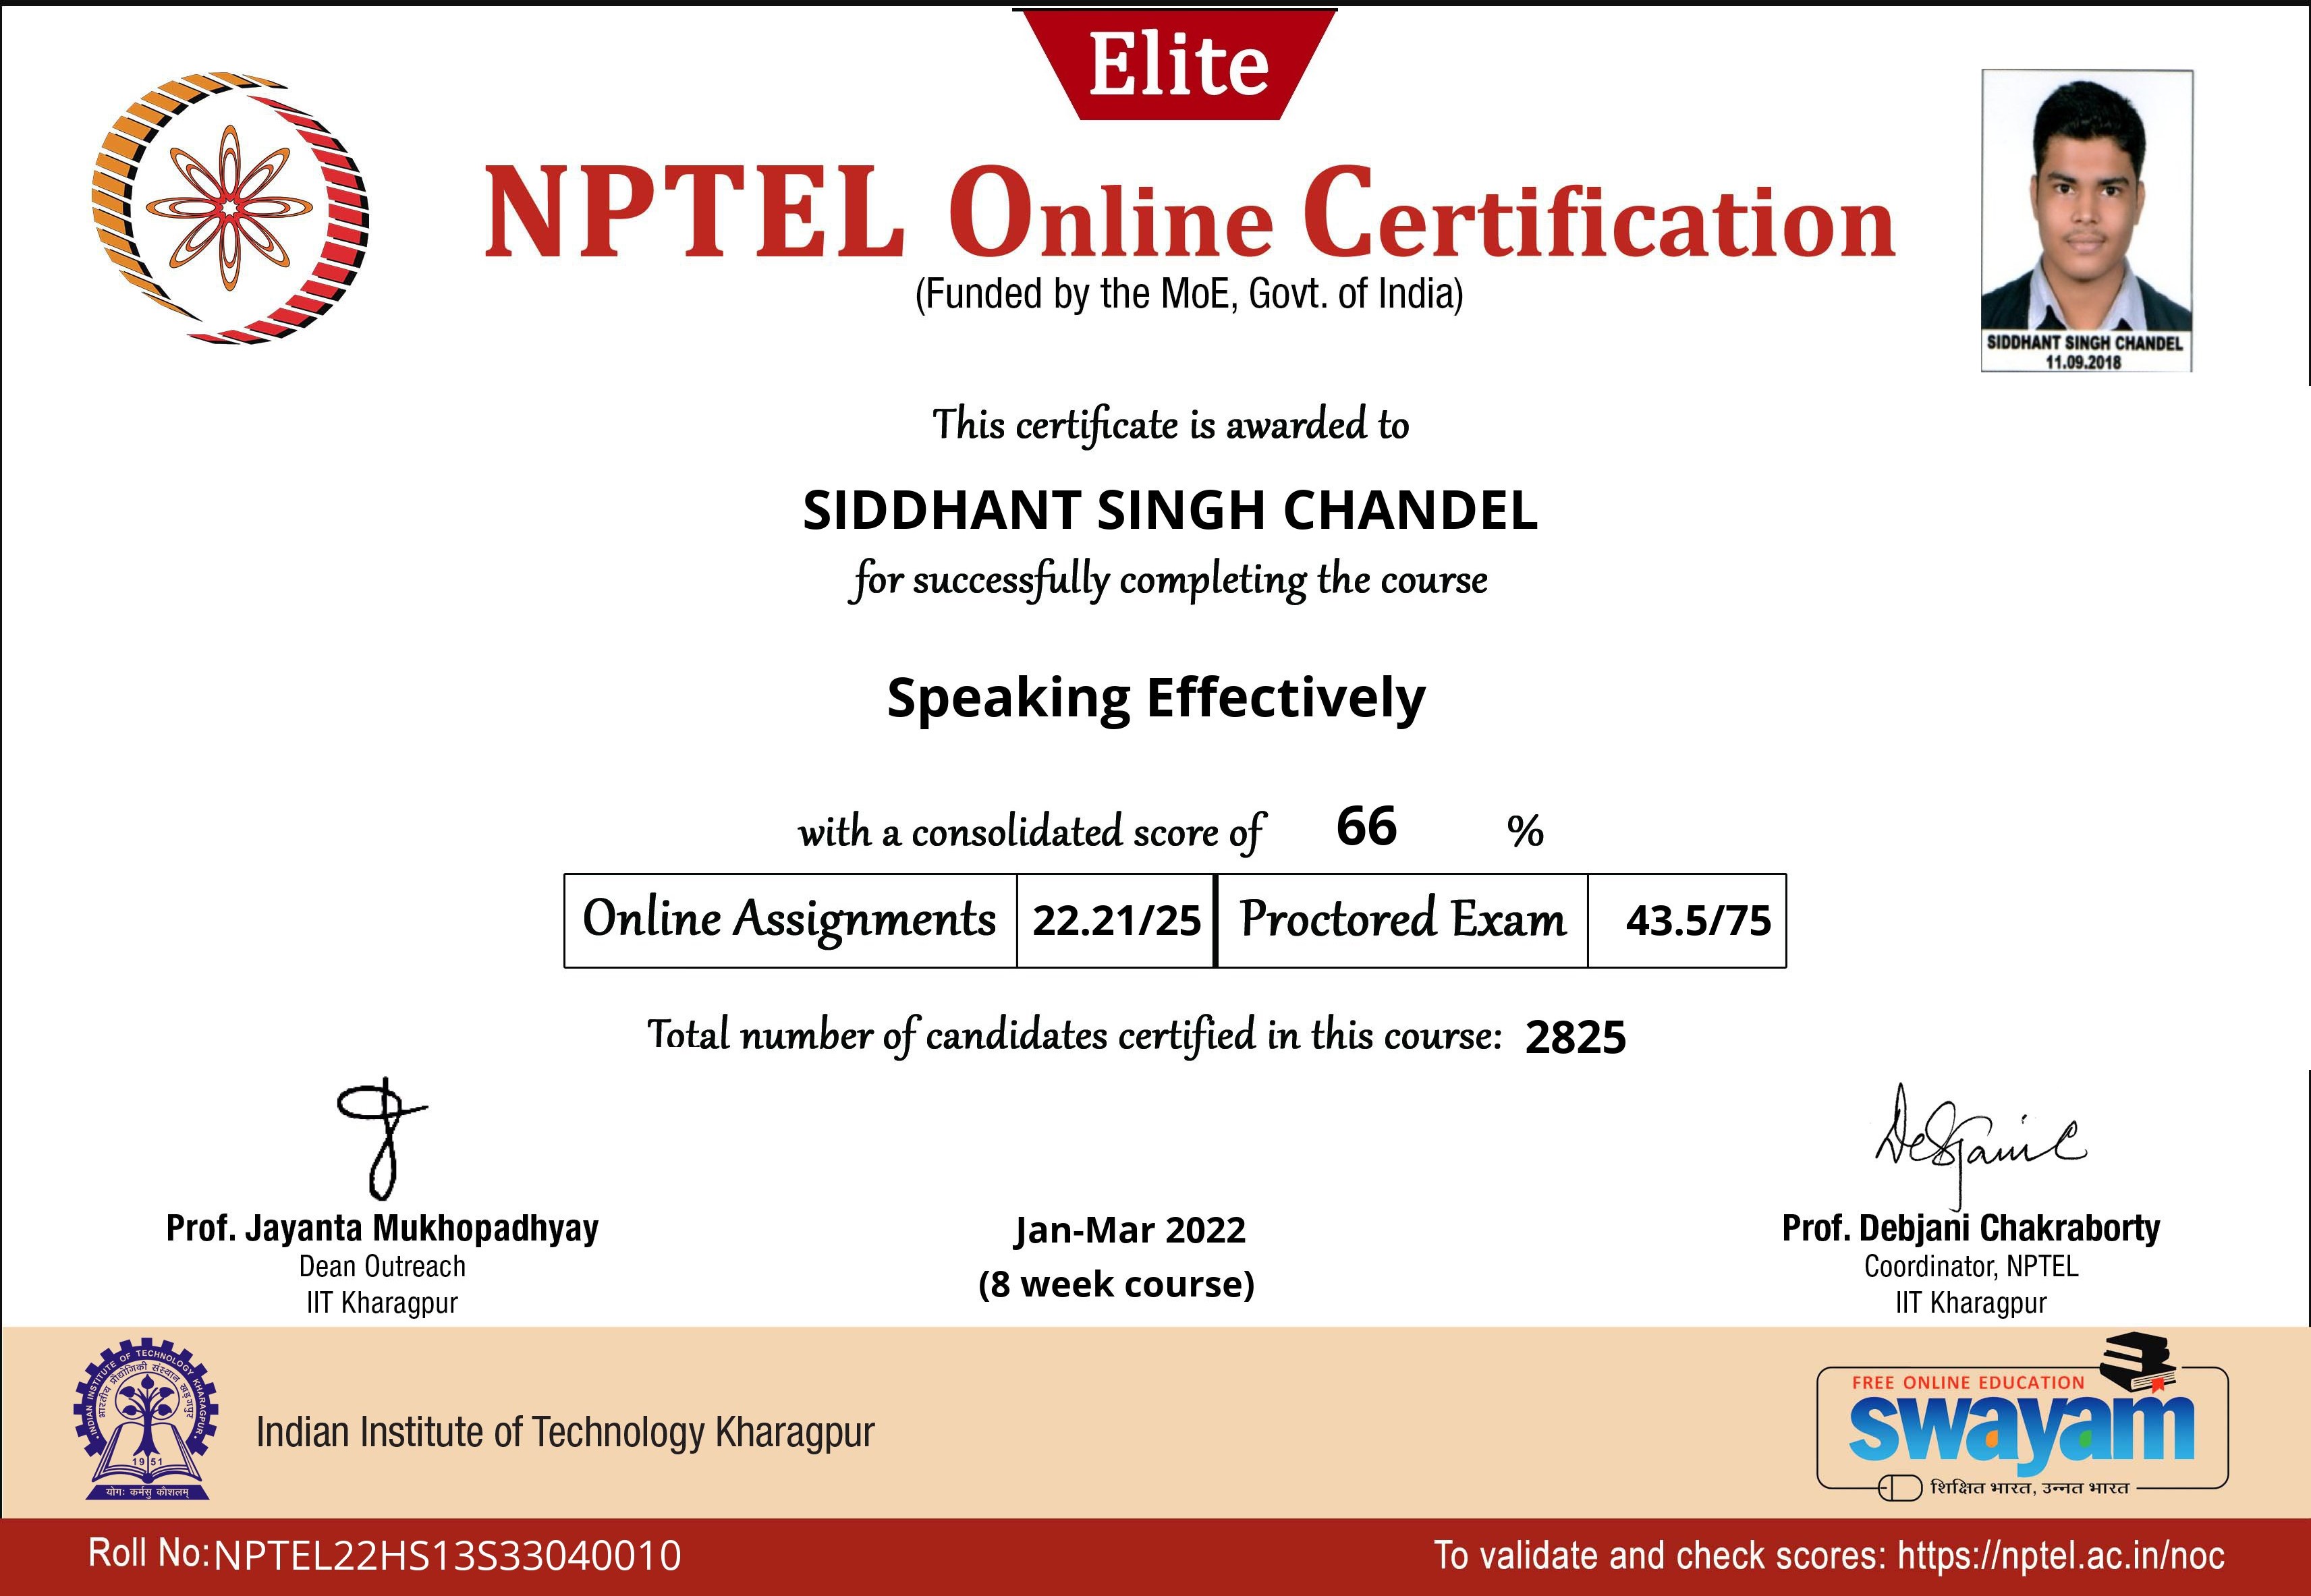 Elite
NPTEL Online Certification
(Funded by the MoE, Govt. of India)
SIDDHANT SINGH CHANDEL
11.09.2018
This certificate is awarded to
SIDDHANT SINGH CHANDEL
for successfully completing the course
Speaking Effectively
with a consolidated score of 66 %
Online Assignments 22.21/25 Proctored Exam 43.5/75
Total number of candidates certified in this course: 2825
Prof. Jayanta Mukhopadhyay
Dean Outreach
IIT Kharagpur
Jan-Mar 2022
(8 week course)
Prof. Debjani Chakraborty
Coordinator, NPTEL
IIT Kharagpur
INDIAN INSTITUTE OF TECHNOLOGY KHARAGPUR
भारतीय प्रौद्योगिकी संस्थान खड़गपुर
1951
योगः कर्मसु कौशलम्
Indian Institute of Technology Kharagpur
FREE ONLINE EDUCATION
swayam
शिक्षित भारत, उन्नत भारत
Roll No:NPTEL22HS13S33040010
To validate and check scores: https://nptel.ac.in/noc